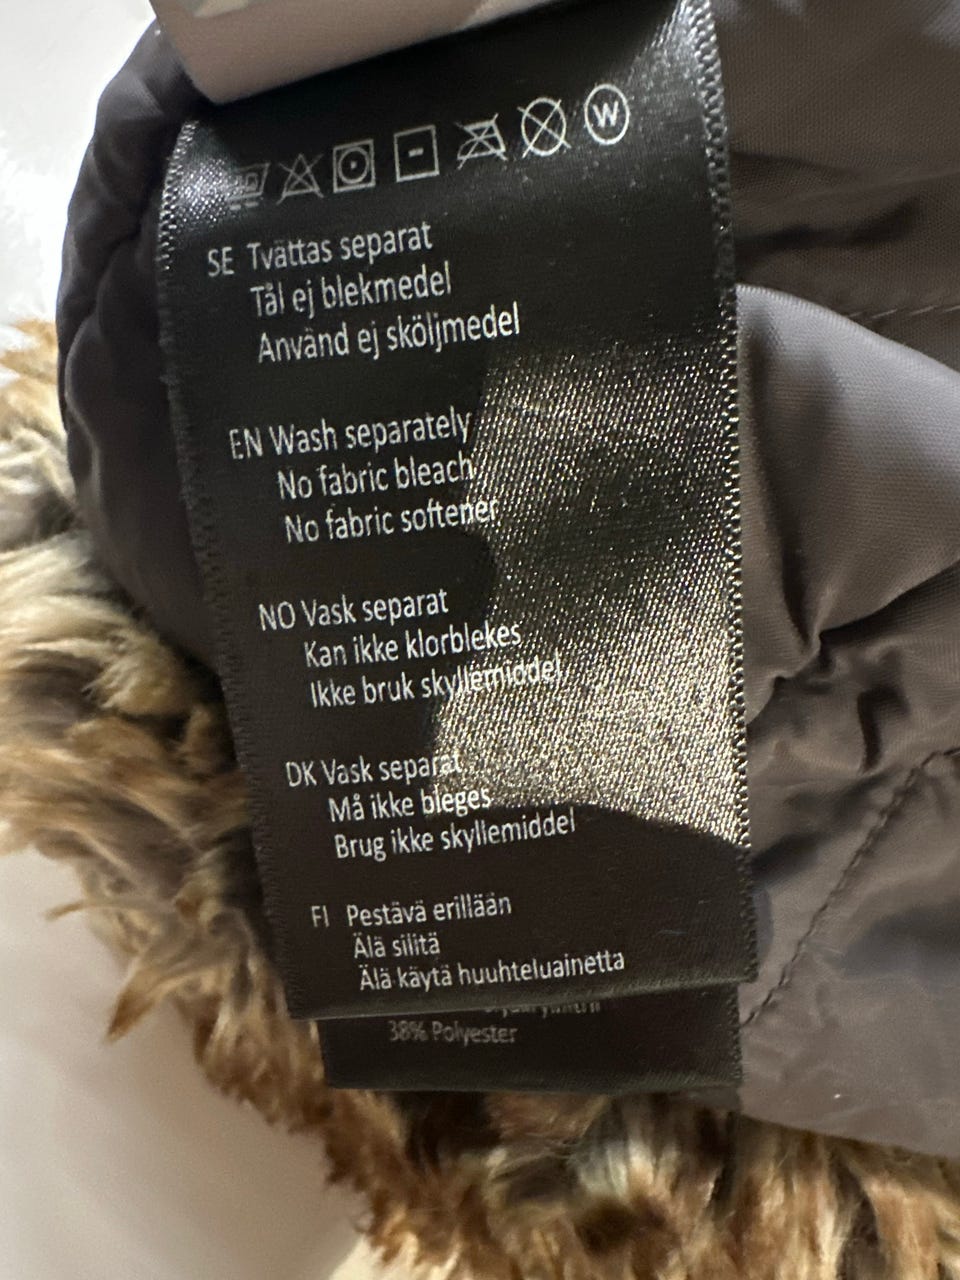 W
SE Tvättas separat
Tål ej blekmedel
Använd ej sköljmedel
EN Wash separately
No fabric bleach
No fabric softener
NO Vask separat
Kan ikke klorblekes
Ikke bruk skyllemiddel
DK Vask separat
Må ikke bleges
Brug ikke skyllemiddel
FI Pestävä erillään
Älä silitä
Älä käytä huuhteluainetta
38% Polyester